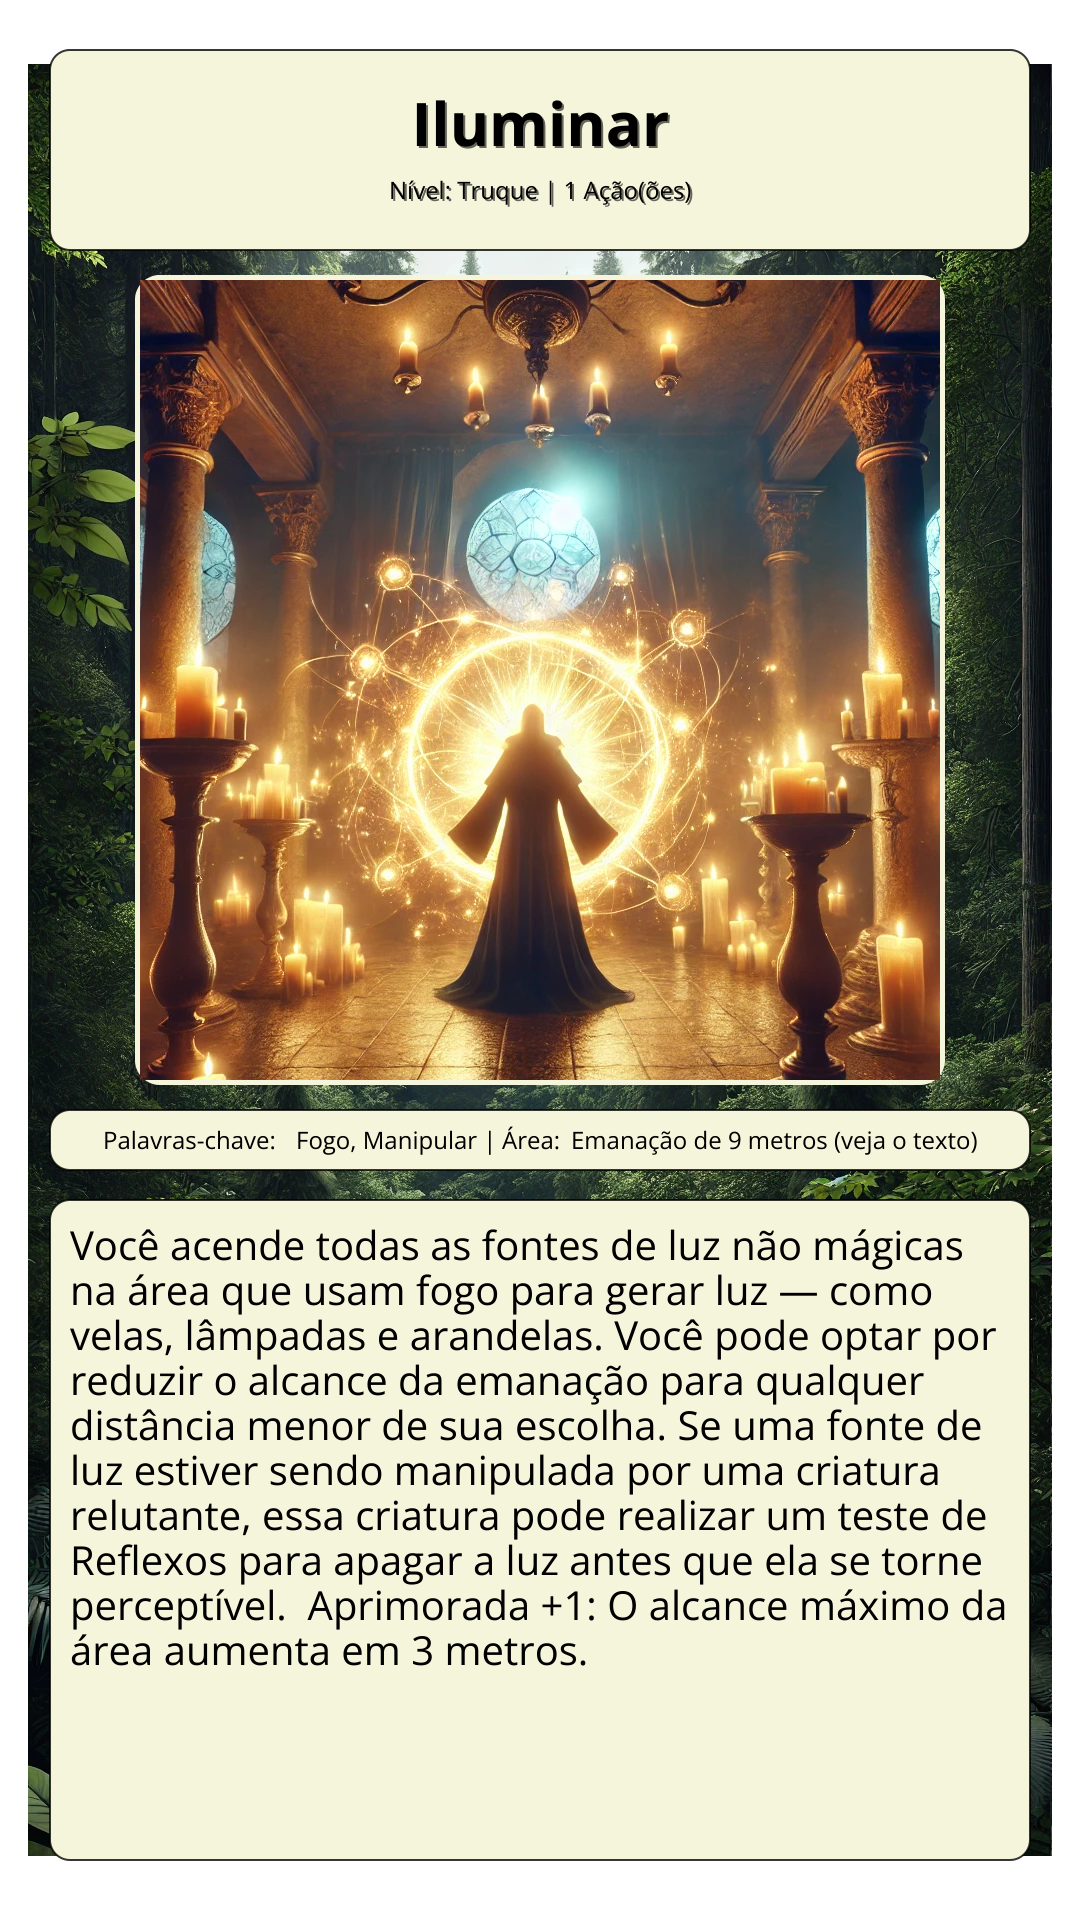 Iluminar
Nível: Truque | 1 Ação(ões)
Palavras-chave: Fogo, Manipular | Área: Emanação de 9 metros (veja o texto)
Você acende todas as fontes de luz não mágicas
na área que usam fogo para gerar luz — como
velas, lâmpadas e arandelas. Você pode optar por
reduzir o alcance da emanação para qualquer
distância menor de sua escolha. Se uma fonte de
luz estiver sendo manipulada por uma criatura
relutante, essa criatura pode realizar um teste de
Reflexos para apagar a luz antes que ela se torne
perceptível.  Aprimorada +1: O alcance máximo da
área aumenta em 3 metros.